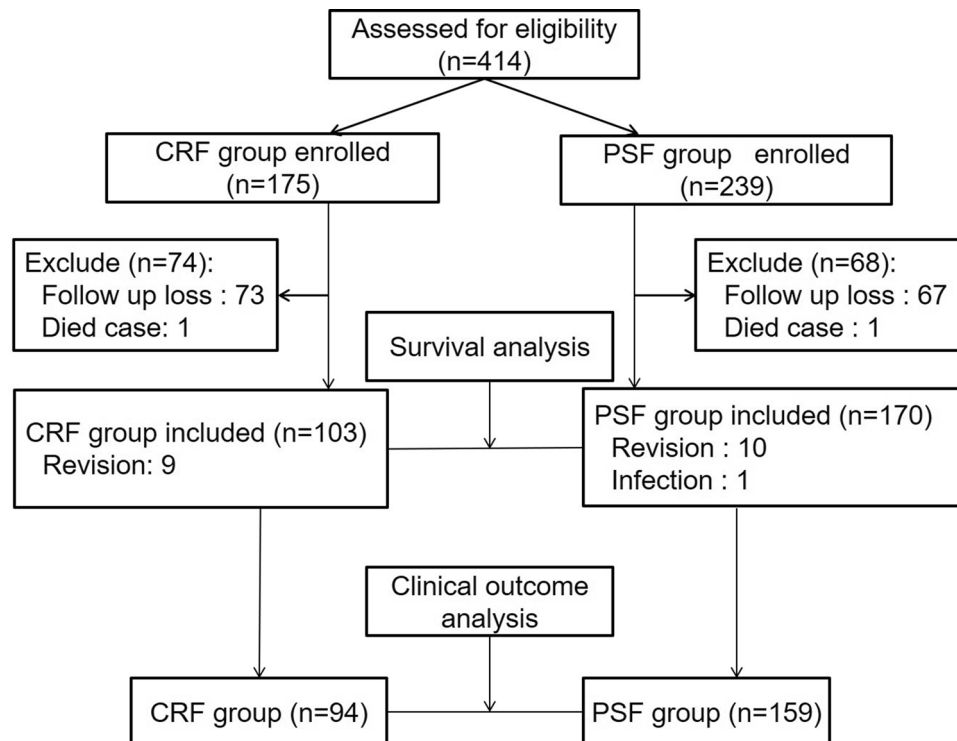 Assessed for eligibility
(n=414)
CRF group enrolled
(n=175)
PSF group enrolled
(n=239)
Exclude (n=74):
Follow up loss : 73
Died case: 1
Exclude (n=68):
Follow up loss : 67
Died case : 1
Survival analysis
CRF group included (n=103)
Revision: 9
PSF group included (n=170)
Revision : 10
Infection : 1
Clinical outcome
analysis
CRF group (n=94)
PSF group (n=159)